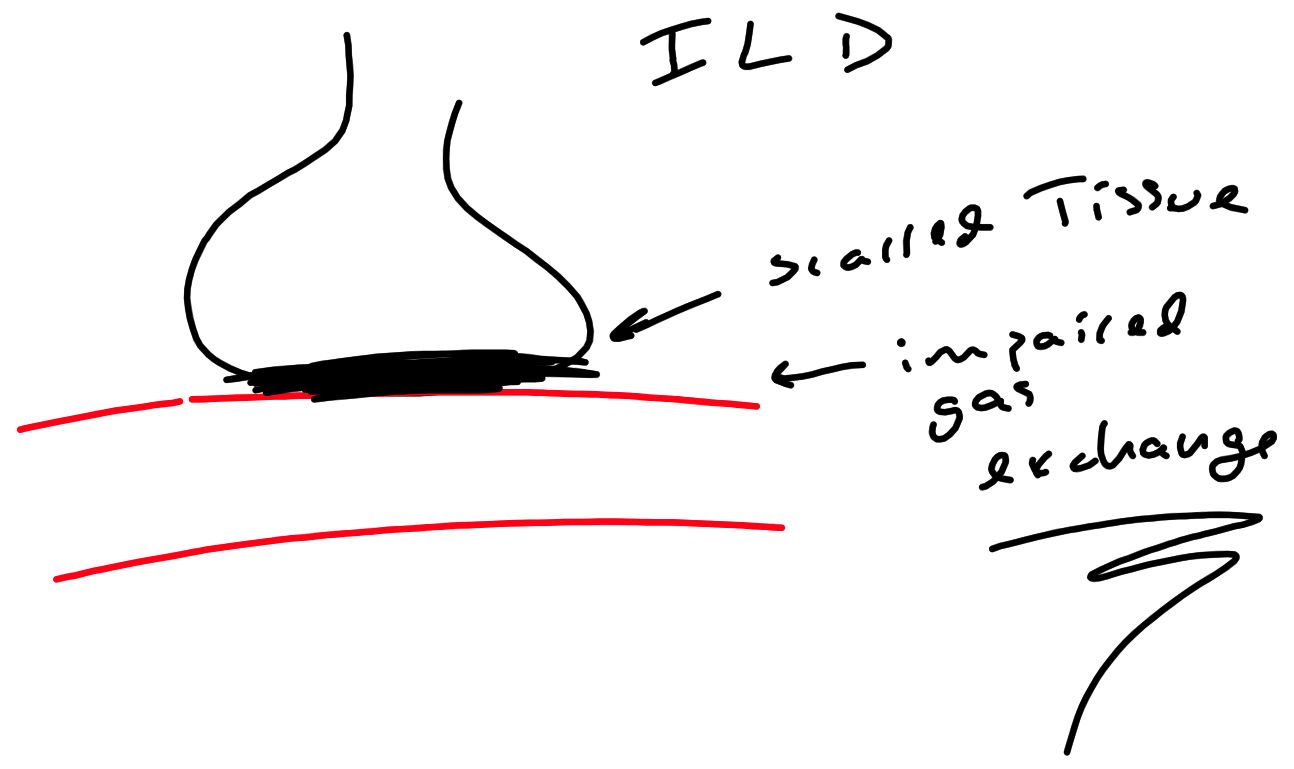 ILD
scarred Tissue
impaired
gas
exchange